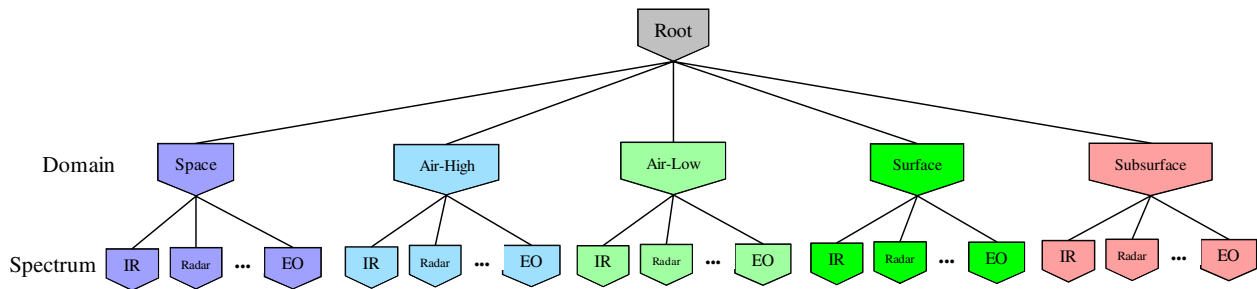 Root
Domain Space Air-High Air-Low Surface Subsurface
Spectrum IR Radar ... EO IR Radar ... EO IR Radar ... EO IR Radar ... EO IR Radar ... EO